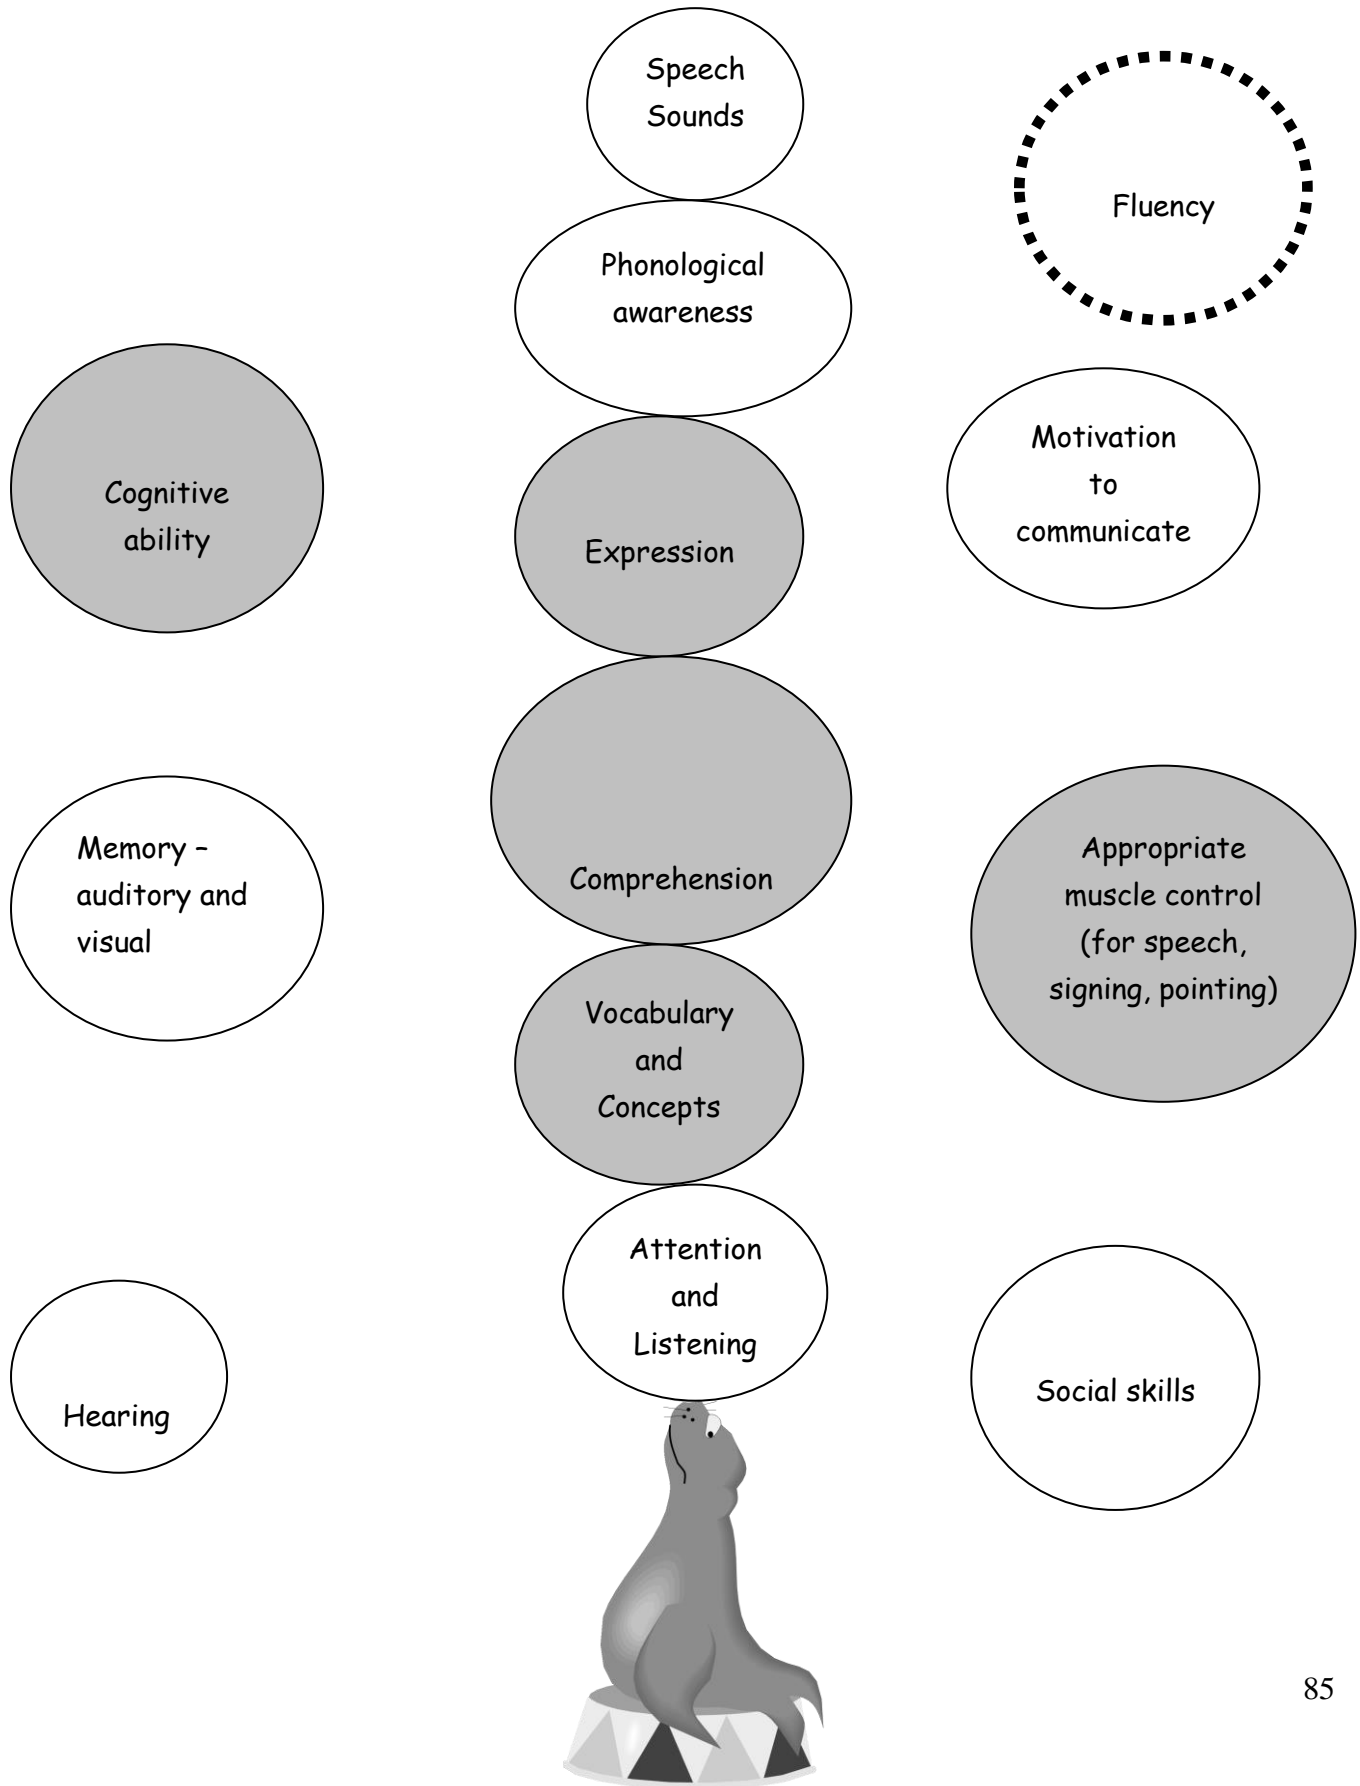 Speech
Sounds
Fluency
Phonological
awareness
Cognitive
ability
Expression
Motivation
to
communicate
Memory –
auditory and
visual
Comprehension
Appropriate
muscle control
(for speech,
signing, pointing)
Vocabulary
and
Concepts
Attention
and
Listening
Hearing
Social skills
85